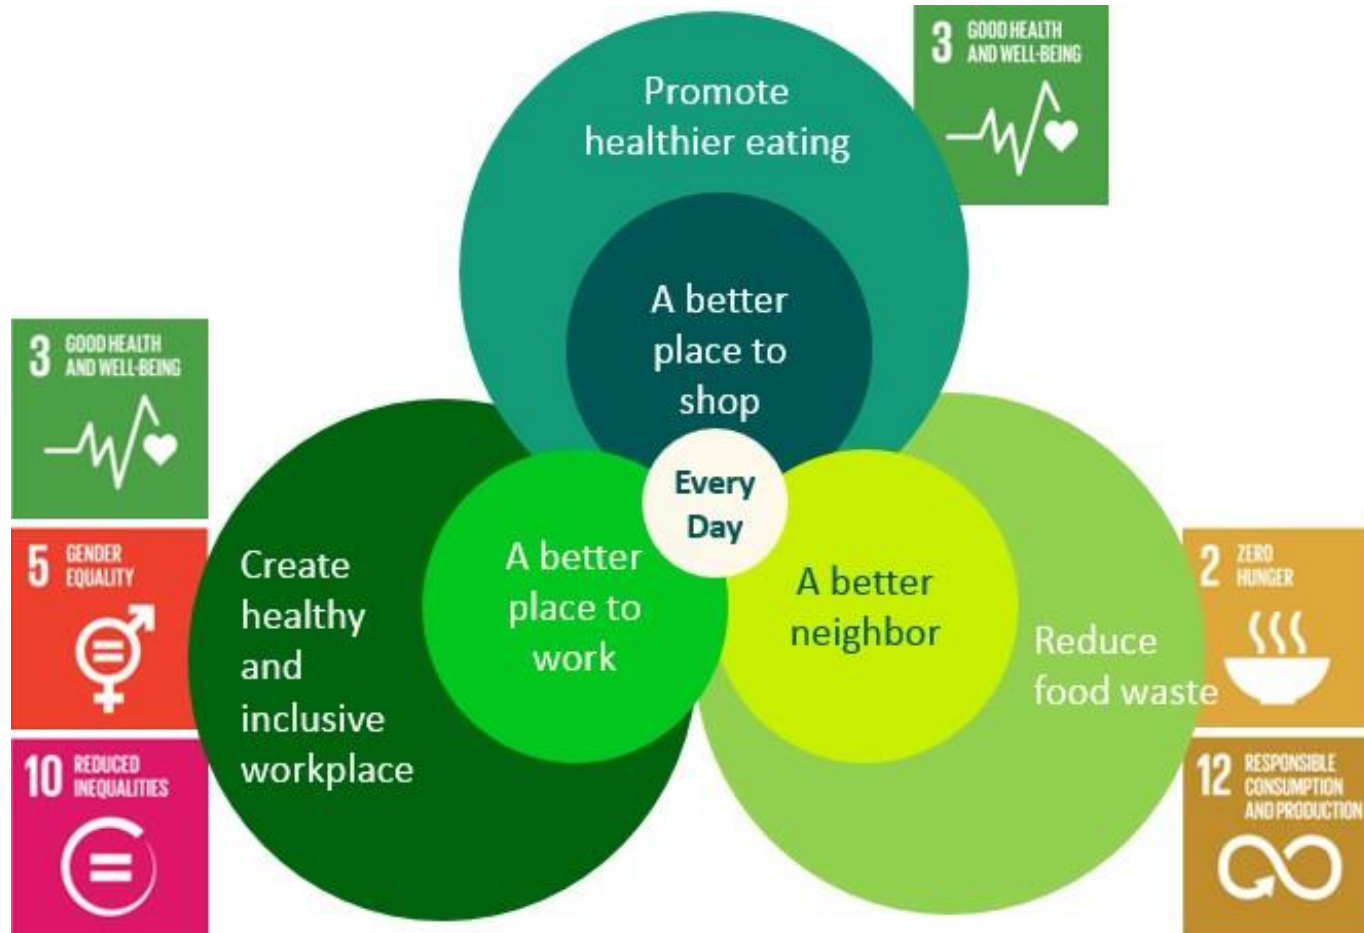 3 GOOD HEALTH
AND WELL-BEING
Promote
healthier eating
A better
place to
shop
Every
Day
3 GOOD HEALTH
AND WELL-BEING
5 GENDER
EQUALITY
10 REDUCED
INEQUALITIES
Create
healthy
and
inclusive
workplace
A better
place to
work
A better
neighbor
Reduce
food waste
2 ZERO
HUNGER
12 RESPONSIBLE
CONSUMPTION
AND PRODUCTION